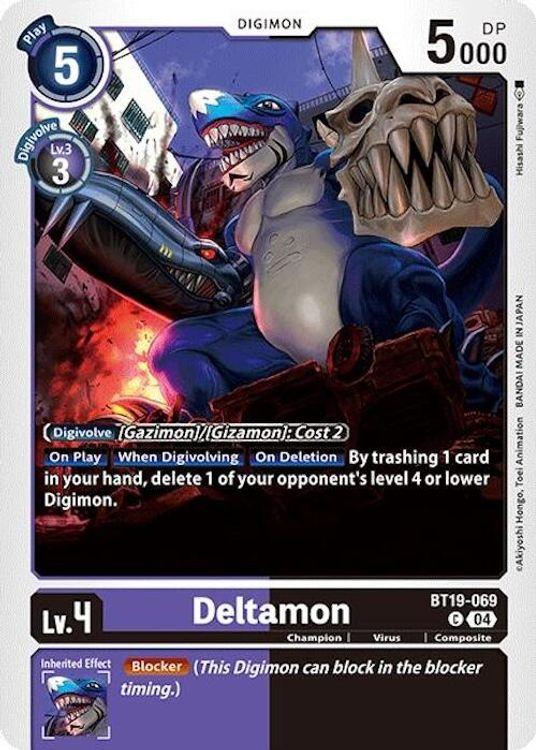 Play
DIGIMON
5
5000
DP
Digivolve
Lv.3
3
Hisashi Fujiwara
Digivolve [Gazimon]/[Gizamon]: Cost 2
On Play When Digivolving On Deletion By trashing 1 card
in your hand, delete 1 of your opponent's level 4 or lower
Digimon.
©Akiyoshi Hongo, Toei Animation BANDAI MADE IN JAPAN
Lv.4
Deltamon
BT19-069
C 04
Champion | Virus | Composite
Inherited Effect
Blocker (This Digimon can block in the blocker
timing.)